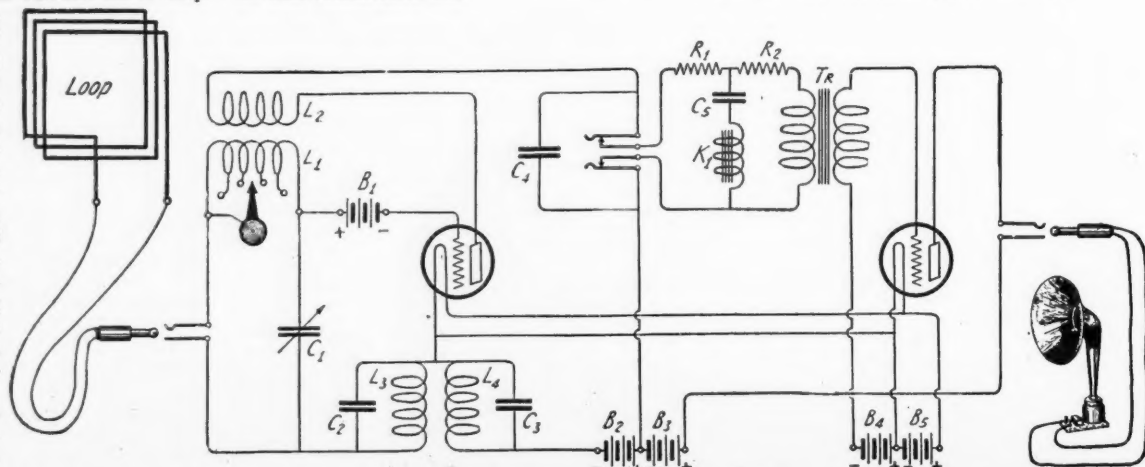 Loop
L2
L1
B1
+
-
C4
R1
R2
C5
K1
TR
C1
L3
L4
C2
C3
B2
B3
+
B4
B5
-
+
-
+